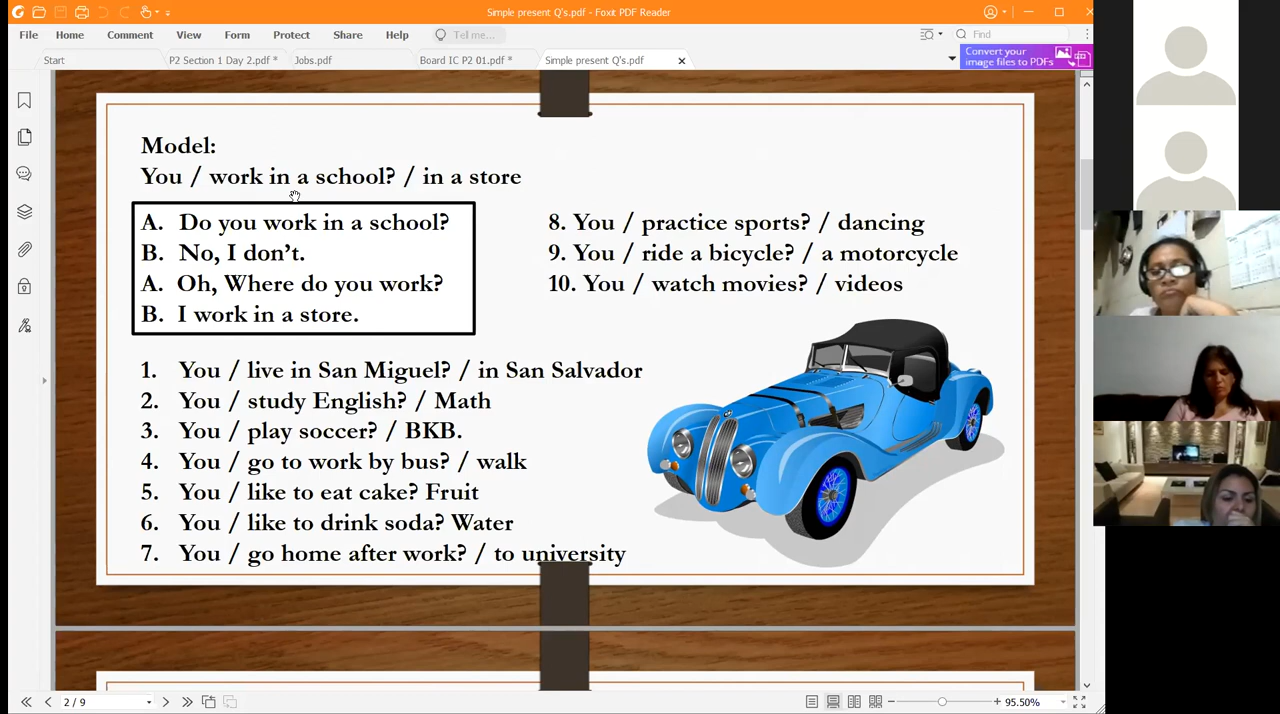 Simple present Q's.pdf - Foxit PDF Reader
File Home Comment View Form Protect Share Help Tell me... Find
Start P2 Section 1 Day 2.pdf * Jobs.pdf Board IC P2 01.pdf * Simple present Q's.pdf
Convert your
image files to PDFs
Model:
You / work in a school? / in a store
A. Do you work in a school?
B. No, I don't.
A. Oh, Where do you work?
B. I work in a store.
1. You / live in San Miguel? / in San Salvador
2. You / study English? / Math
3. You / play soccer? / BKB.
4. You / go to work by bus? / walk
5. You / like to eat cake? Fruit
6. You / like to drink soda? Water
7. You / go home after work? / to university
8. You / practice sports? / dancing
9. You / ride a bicycle? / a motorcycle
10. You / watch movies? / videos
2 / 9
95.50%